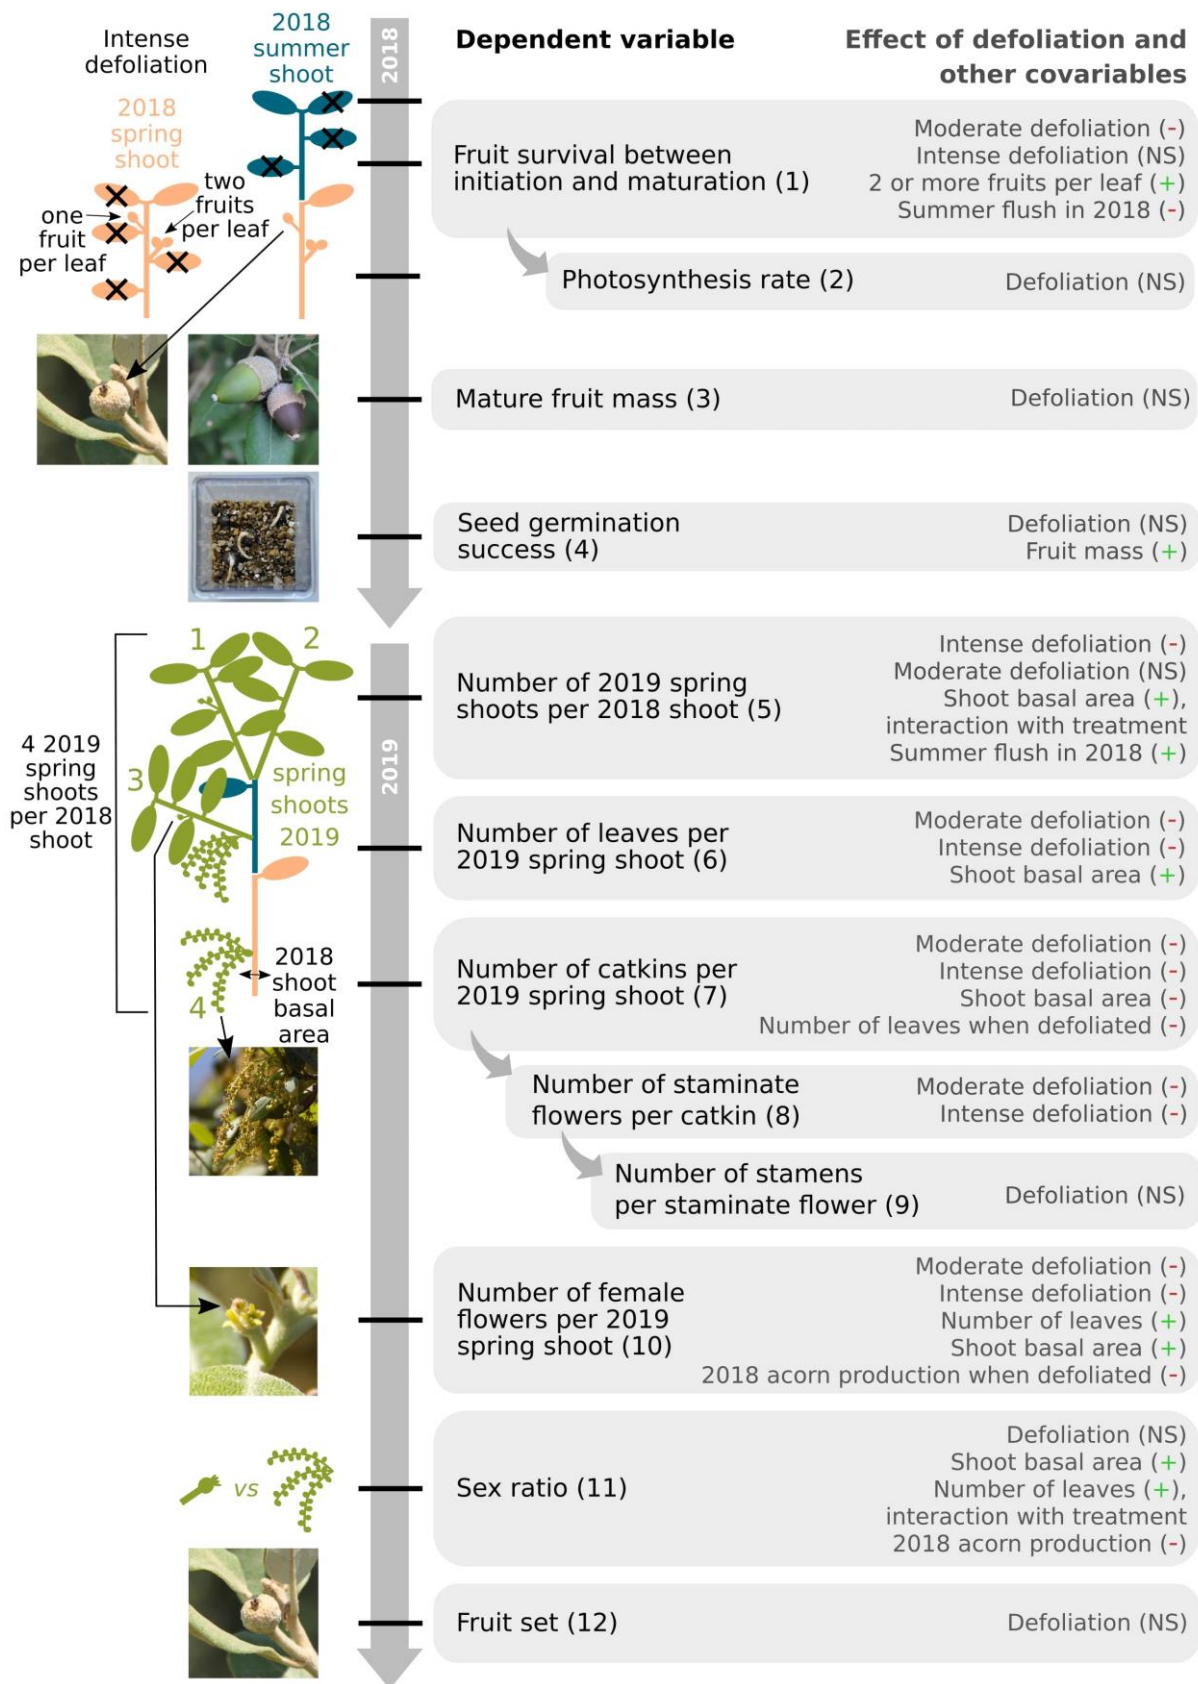 Intense
defoliation
2018
summer
shoot
2018
spring
shoot
two
fruits
per leaf
one
fruit
per leaf
2018
Dependent variable
Effect of defoliation and
other covariables
Fruit survival between
initiation and maturation (1)
Moderate defoliation (-)
Intense defoliation (NS)
2 or more fruits per leaf (+)
Summer flush in 2018 (-)
Photosynthesis rate (2)
Defoliation (NS)
Mature fruit mass (3)
Defoliation (NS)
Seed germination
success (4)
Defoliation (NS)
Fruit mass (+)
1
2
3
4
4 2019
spring
shoots
per 2018
shoot
spring
shoots
2019
2018
shoot
basal
area
2019
Number of 2019 spring
shoots per 2018 shoot (5)
Intense defoliation (-)
Moderate defoliation (NS)
Shoot basal area (+),
interaction with treatment
Summer flush in 2018 (+)
Number of leaves per
2019 spring shoot (6)
Moderate defoliation (-)
Intense defoliation (-)
Shoot basal area (+)
Number of catkins per
2019 spring shoot (7)
Moderate defoliation (-)
Intense defoliation (-)
Shoot basal area (-)
Number of leaves when defoliated (-)
Number of staminate
flowers per catkin (8)
Moderate defoliation (-)
Intense defoliation (-)
Number of stamens
per staminate flower (9)
Defoliation (NS)
Number of female
flowers per 2019
spring shoot (10)
Moderate defoliation (-)
Intense defoliation (-)
Number of leaves (+)
Shoot basal area (+)
2018 acorn production when defoliated (-)
vs
Sex ratio (11)
Defoliation (NS)
Shoot basal area (+)
Number of leaves (+),
interaction with treatment
2018 acorn production (-)
Fruit set (12)
Defoliation (NS)